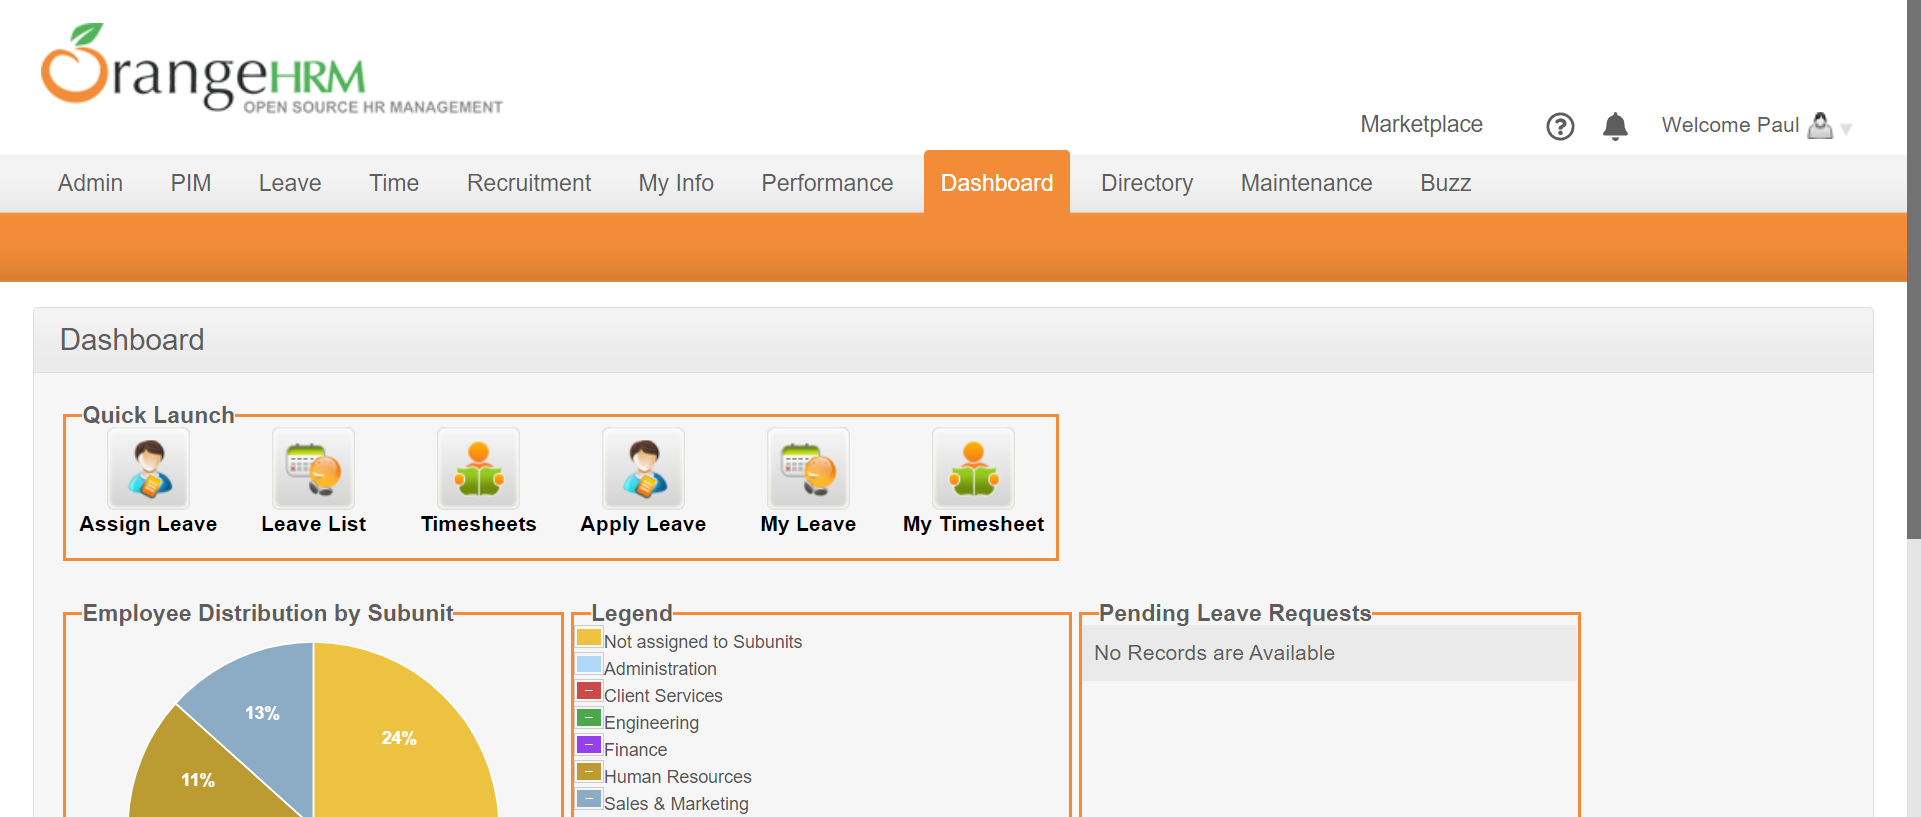 OrangeHRM
OPEN SOURCE HR MANAGEMENT
Marketplace
Welcome Paul
Admin PIM Leave Time Recruitment My Info Performance Dashboard Directory Maintenance Buzz
Dashboard
Quick Launch
Assign Leave Leave List Timesheets Apply Leave My Leave My Timesheet
Employee Distribution by Subunit
13%
24%
11%
Legend
Not assigned to Subunits
Administration
Client Services
Engineering
Finance
Human Resources
Sales & Marketing
Pending Leave Requests
No Records are Available